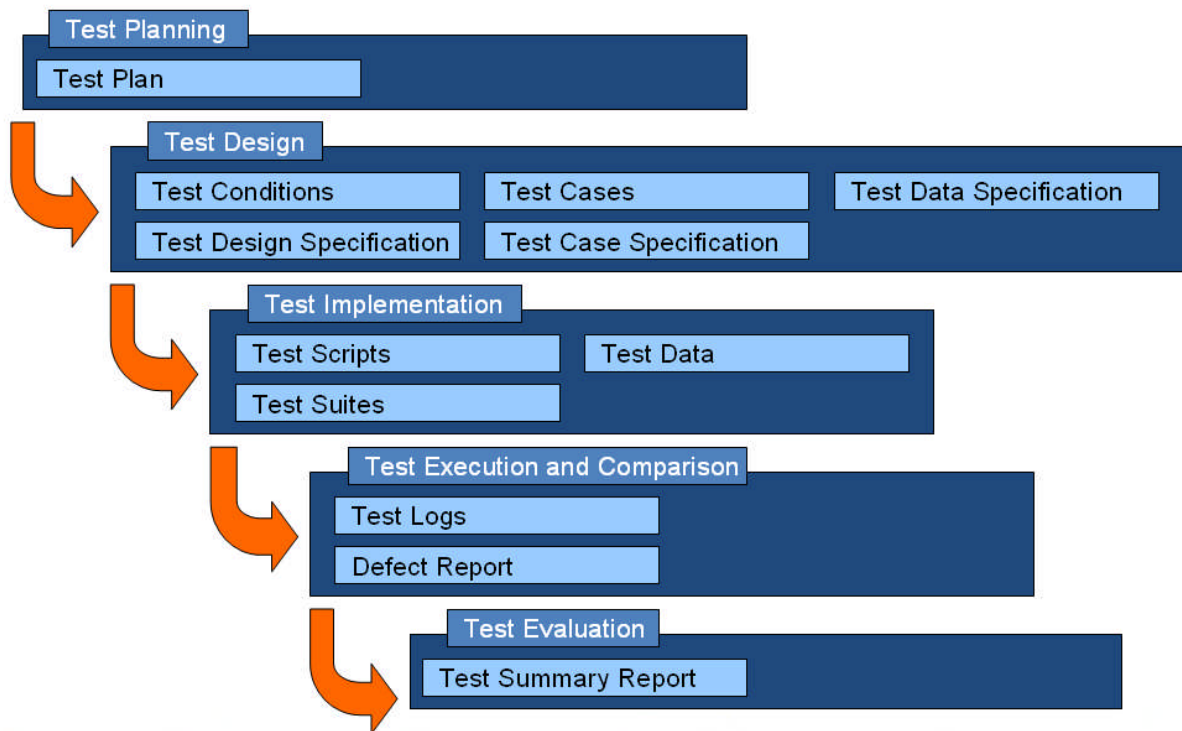 Test Planning
Test Plan
Test Design
Test Conditions
Test Cases
Test Data Specification
Test Design Specification
Test Case Specification
Test Implementation
Test Scripts
Test Data
Test Suites
Test Execution and Comparison
Test Logs
Defect Report
Test Evaluation
Test Summary Report